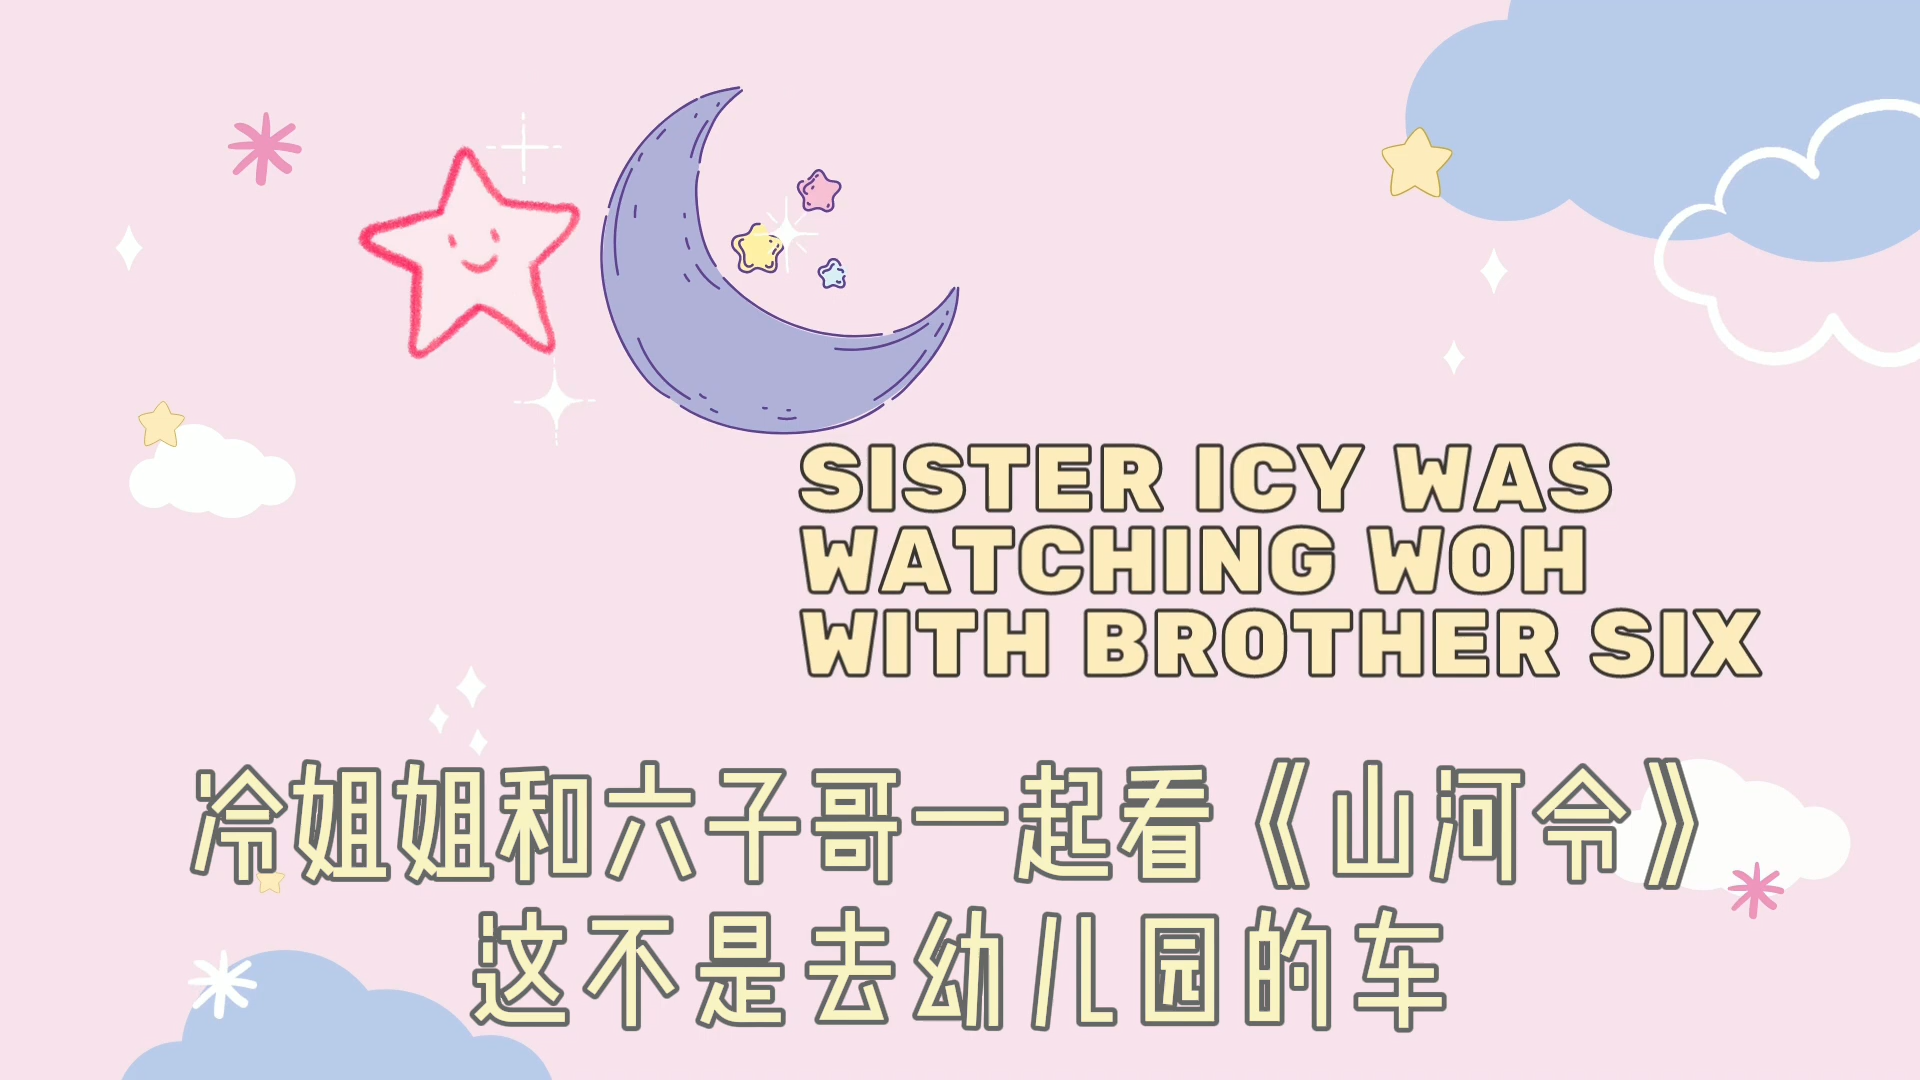 SISTER ICY WAS
WATCHING WOH
WITH BROTHER SIX
冷姐姐和六子哥一起看《山河令》
这不是去幼儿园的车